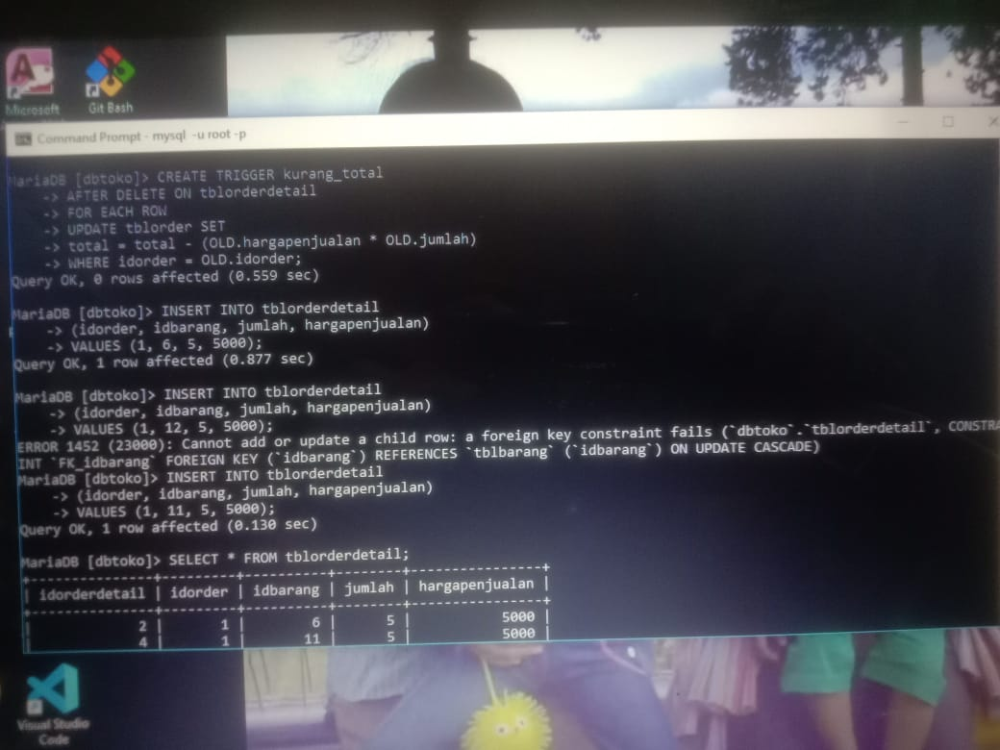 Microsoft
Git Bash
Command Prompt - mysql -u root -p
MariaDB [dbtoko]> CREATE TRIGGER kurang_total
-> AFTER DELETE ON tblorderdetail
-> FOR EACH ROW
-> UPDATE tblorder SET
-> total = total - (OLD.hargapenjualan * OLD.jumlah)
-> WHERE idorder = OLD.idorder;
Query OK, 0 rows affected (0.559 sec)
MariaDB [dbtoko]> INSERT INTO tblorderdetail
-> (idorder, idbarang, jumlah, hargapenjualan)
-> VALUES (1, 6, 5, 5000);
Query OK, 1 row affected (0.877 sec)
MariaDB [dbtoko]> INSERT INTO tblorderdetail
-> (idorder, idbarang, jumlah, hargapenjualan)
-> VALUES (1, 12, 5, 5000);
ERROR 1452 (23000): Cannot add or update a child row: a foreign key constraint fails (`dbtoko`.`tblorderdetail`, CONSTRA
INT `FK_idbarang` FOREIGN KEY (`idbarang`) REFERENCES `tblbarang` (`idbarang`) ON UPDATE CASCADE)
MariaDB [dbtoko]> INSERT INTO tblorderdetail
-> (idorder, idbarang, jumlah, hargapenjualan)
-> VALUES (1, 11, 5, 5000);
Query OK, 1 row affected (0.130 sec)
MariaDB [dbtoko]> SELECT * FROM tblorderdetail;
+---------------+---------+----------+--------+----------------+
| idorderdetail | idorder | idbarang | jumlah | hargapenjualan |
+---------------+---------+----------+--------+----------------+
| 2 | 1 | 6 | 5 | 5000 |
| 4 | 1 | 11 | 5 | 5000 |
Visual Studio
Code